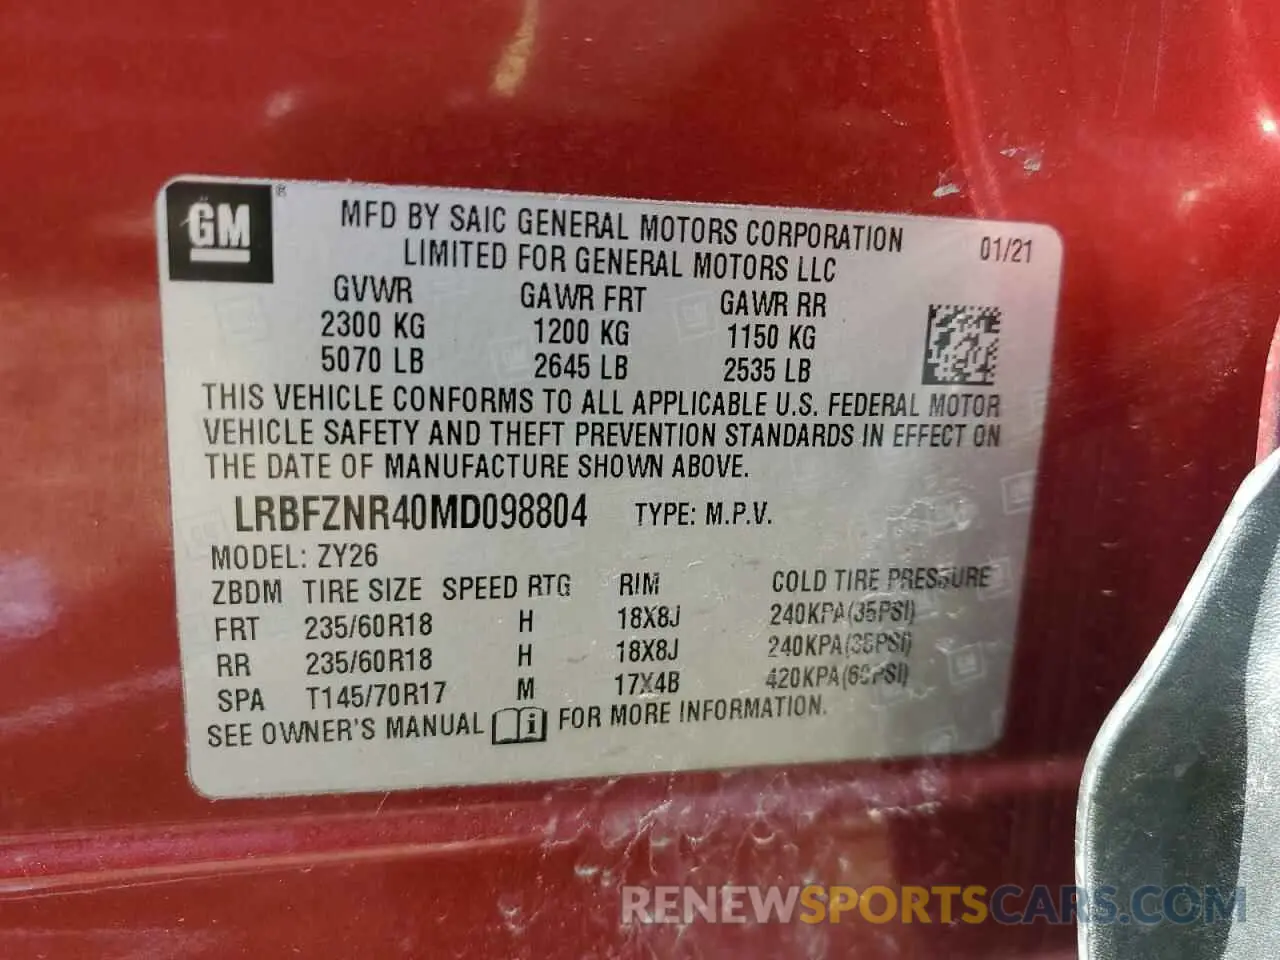 GM ®
MFD BY SAIC GENERAL MOTORS CORPORATION
LIMITED FOR GENERAL MOTORS LLC
01/21
GVWR GAWR FRT GAWR RR
2300 KG 1200 KG 1150 KG
5070 LB 2645 LB 2535 LB
THIS VEHICLE CONFORMS TO ALL APPLICABLE U.S. FEDERAL MOTOR
VEHICLE SAFETY AND THEFT PREVENTION STANDARDS IN EFFECT ON
THE DATE OF MANUFACTURE SHOWN ABOVE.
LRBFZNR40MD098804 TYPE: M.P.V.
MODEL: ZY26
ZBDM TIRE SIZE SPEED RTG RIM COLD TIRE PRESSURE
FRT 235/60R18 H 18X8J 240KPA(35PSI)
RR 235/60R18 H 18X8J 240KPA(35PSI)
SPA T145/70R17 M 17X4B 420KPA(60PSI)
SEE OWNER'S MANUAL i FOR MORE INFORMATION.
RENEWSPORTSCARS.COM